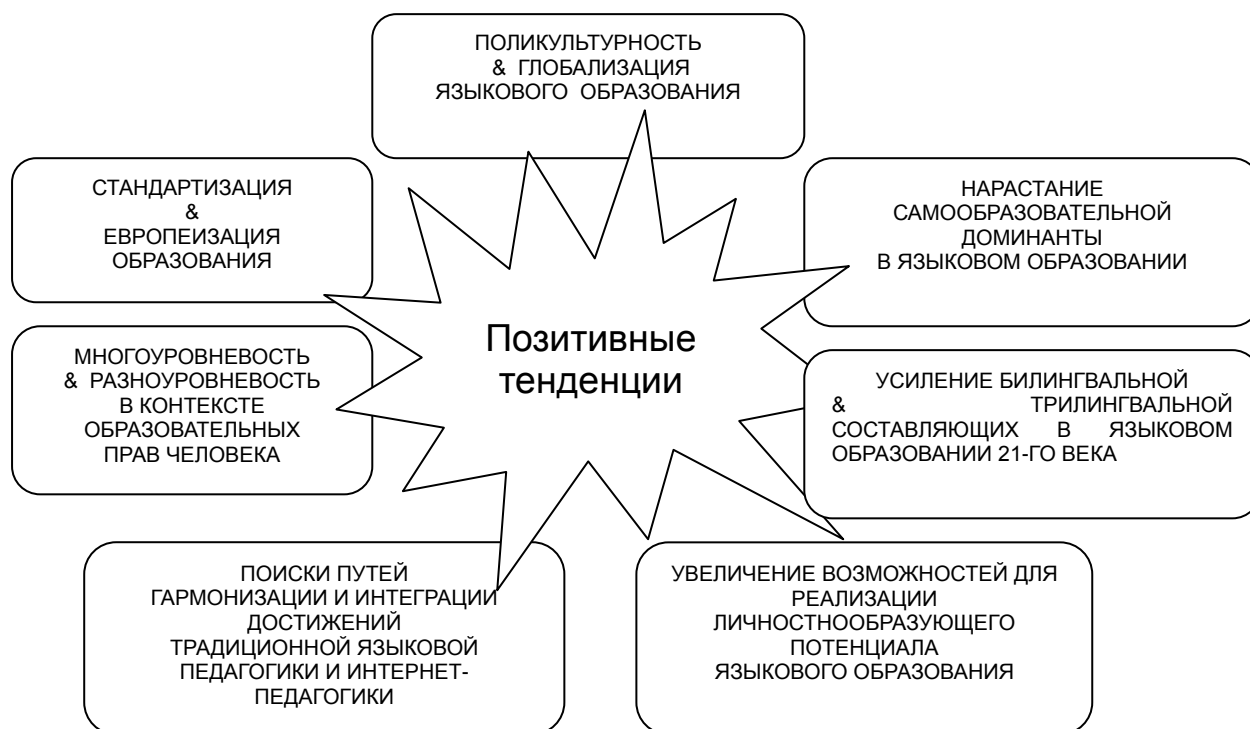 ПОЛИКУЛЬТУРНОСТЬ
& ГЛОБАЛИЗАЦИЯ
ЯЗЫКОВОГО ОБРАЗОВАНИЯ
СТАНДАРТИЗАЦИЯ
&
ЕВРОПЕИЗАЦИЯ
ОБРАЗОВАНИЯ
НАРАСТАНИЕ
САМООБРАЗОВАТЕЛЬНОЙ
ДОМИНАНТЫ
В ЯЗЫКОВОМ ОБРАЗОВАНИИ
Позитивные
тенденции
МНОГОУРОВНЕВОСТЬ
& РАЗНОУРОВНЕВОСТЬ
В КОНТЕКСТЕ
ОБРАЗОВАТЕЛЬНЫХ
ПРАВ ЧЕЛОВЕКА
УСИЛЕНИЕ БИЛИНГВАЛЬНОЙ
& ТРИЛИНГВАЛЬНОЙ
СОСТАВЛЯЮЩИХ В ЯЗЫКОВОМ
ОБРАЗОВАНИИ 21-ГО ВЕКА
ПОИСКИ ПУТЕЙ
ГАРМОНИЗАЦИИ И ИНТЕГРАЦИИ
ДОСТИЖЕНИЙ
ТРАДИЦИОННОЙ ЯЗЫКОВОЙ
ПЕДАГОГИКИ И ИНТЕРНЕТ-
ПЕДАГОГИКИ
УВЕЛИЧЕНИЕ ВОЗМОЖНОСТЕЙ ДЛЯ
РЕАЛИЗАЦИИ
ЛИЧНОСТНООБРАЗУЮЩЕГО
ПОТЕНЦИАЛА
ЯЗЫКОВОГО ОБРАЗОВАНИЯ